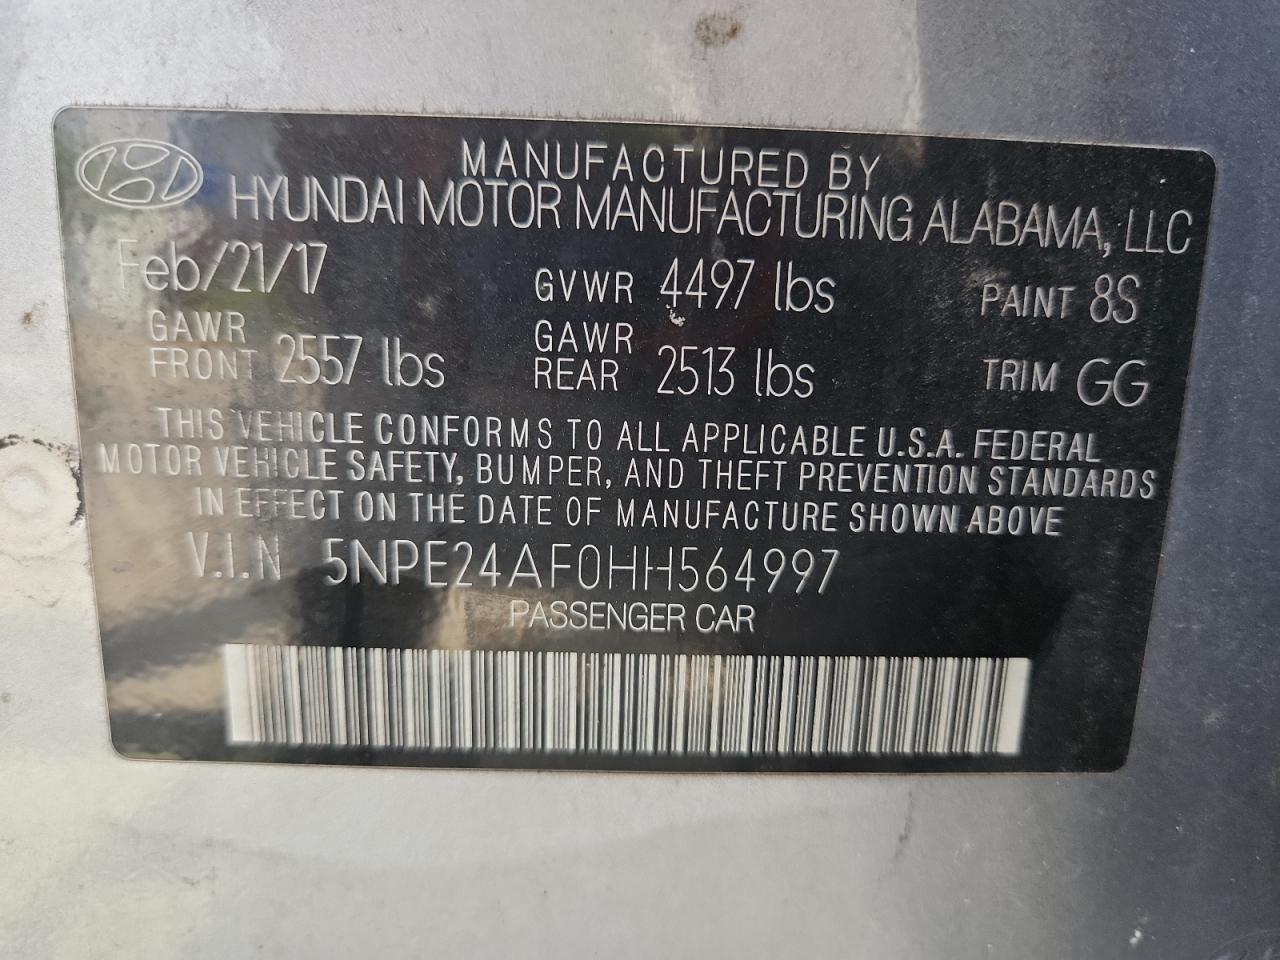 MANUFACTURED BY
HYUNDAI MOTOR MANUFACTURING ALABAMA, LLC
Feb/21/17 GVWR 4497 lbs PAINT 8S
GAWR FRONT 2557 lbs GAWR REAR 2513 lbs TRIM GG
THIS VEHICLE CONFORMS TO ALL APPLICABLE U.S.A. FEDERAL
MOTOR VEHICLE SAFETY, BUMPER, AND THEFT PREVENTION STANDARDS
IN EFFECT ON THE DATE OF MANUFACTURE SHOWN ABOVE
V.I.N 5NPE24AF0HH564997
PASSENGER CAR